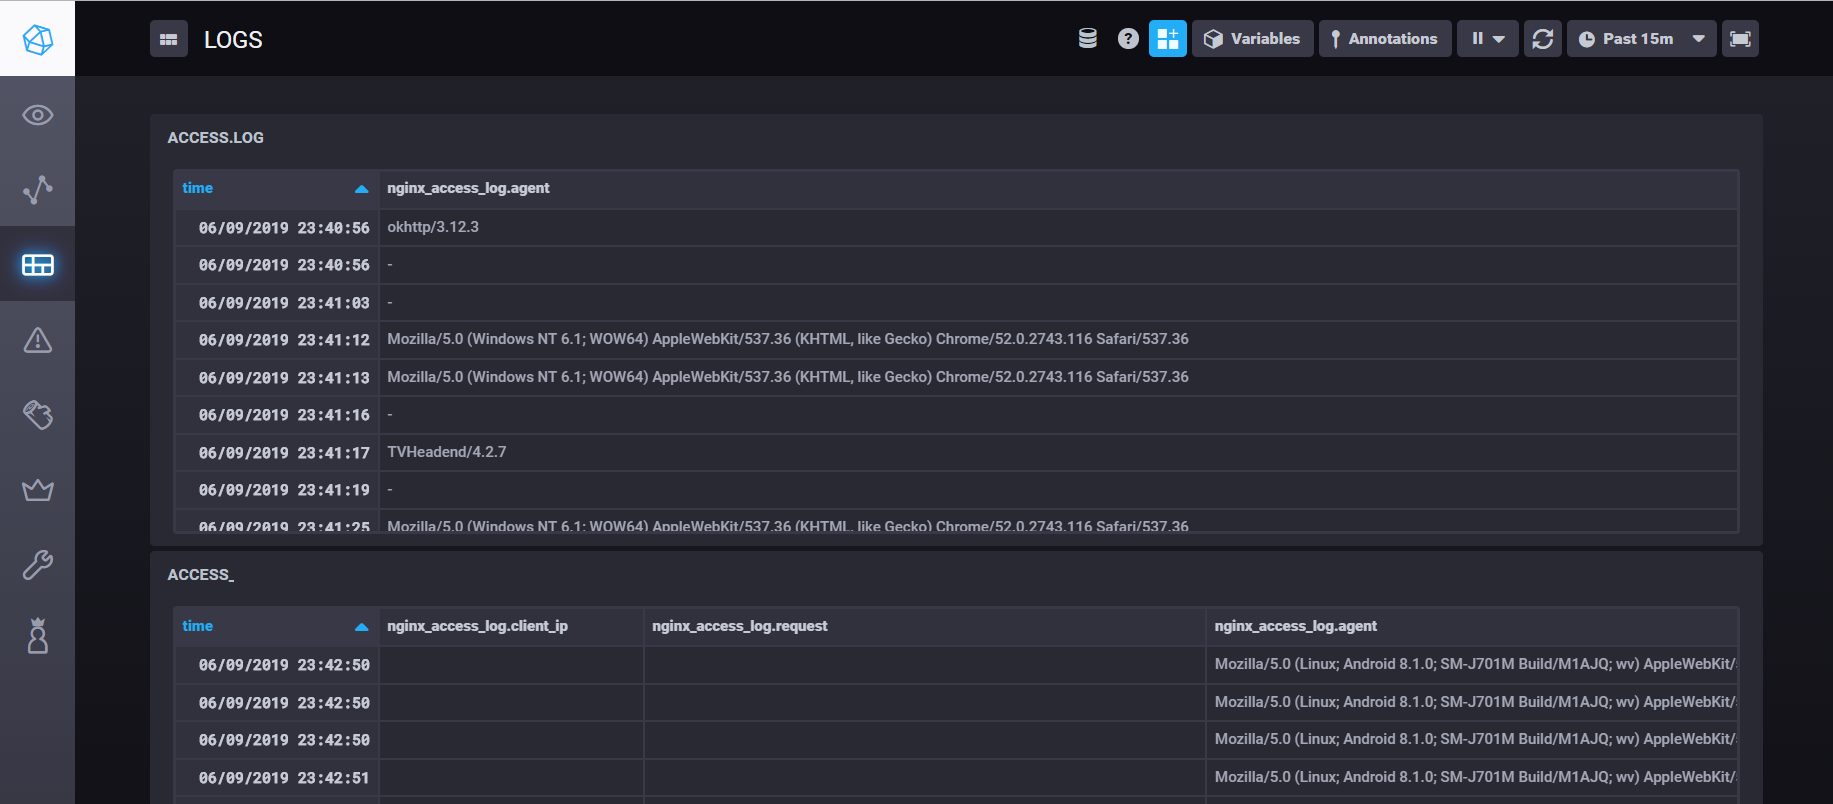 LOGS
Variables
Annotations
Past 15m
ACCESS.LOG
time nginx_access_log.agent
06/09/2019 23:40:56 okhttp/3.12.3
06/09/2019 23:40:56 -
06/09/2019 23:41:03 -
06/09/2019 23:41:12 Mozilla/5.0 (Windows NT 6.1; WOW64) AppleWebKit/537.36 (KHTML, like Gecko) Chrome/52.0.2743.116 Safari/537.36
06/09/2019 23:41:13 Mozilla/5.0 (Windows NT 6.1; WOW64) AppleWebKit/537.36 (KHTML, like Gecko) Chrome/52.0.2743.116 Safari/537.36
06/09/2019 23:41:16 -
06/09/2019 23:41:17 TVHeadend/4.2.7
06/09/2019 23:41:19 -
06/09/2019 23:41:25 Mozilla/5.0 (Windows NT 6.1; WOW64) AppleWebKit/537.36 (KHTML, like Gecko) Chrome/52.0.2743.116 Safari/537.36
ACCESS_
time nginx_access_log.client_ip nginx_access_log.request nginx_access_log.agent
06/09/2019 23:42:50 Mozilla/5.0 (Linux; Android 8.1.0; SM-J701M Build/M1AJQ; wv) AppleWebKit/
06/09/2019 23:42:50 Mozilla/5.0 (Linux; Android 8.1.0; SM-J701M Build/M1AJQ; wv) AppleWebKit/
06/09/2019 23:42:50 Mozilla/5.0 (Linux; Android 8.1.0; SM-J701M Build/M1AJQ; wv) AppleWebKit/
06/09/2019 23:42:51 Mozilla/5.0 (Linux; Android 8.1.0; SM-J701M Build/M1AJQ; wv) AppleWebKit/